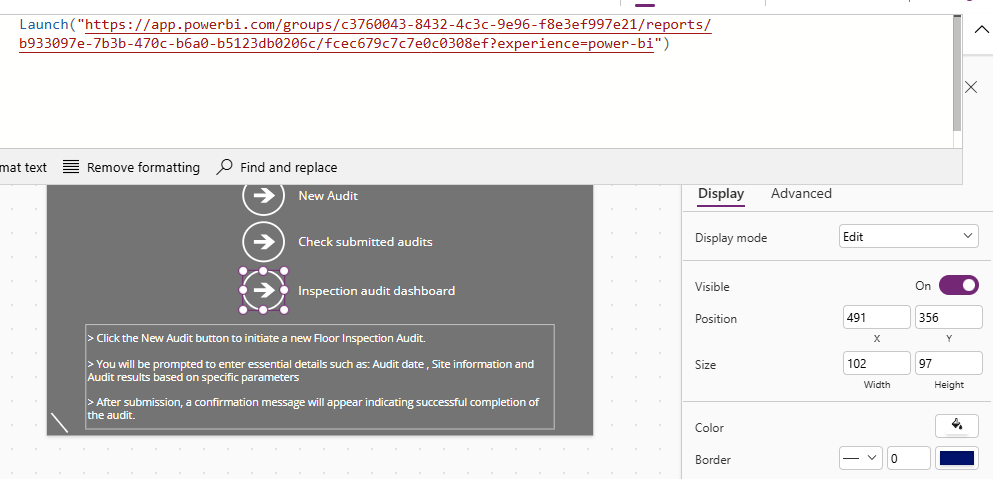 Launch("https://app.powerbi.com/groups/c3760043-8432-4c3c-9e96-f8e3ef997e21/reports/
b933097e-7b3b-470c-b6a0-b5123db0206c/fcec679c7c7e0c0308ef?experience=power-bi")
mat text Remove formatting Find and replace
Display Advanced
New Audit
Check submitted audits
Display mode Edit
Inspection audit dashboard
Visible On
Position 491 356
X Y
> Click the New Audit button to initiate a new Floor Inspection Audit.
> You will be prompted to enter essential details such as: Audit date , Site information and
Audit results based on specific parameters
> After submission, a confirmation message will appear indicating successful completion of
the audit.
Size 102 97
Width Height
Color
Border 0